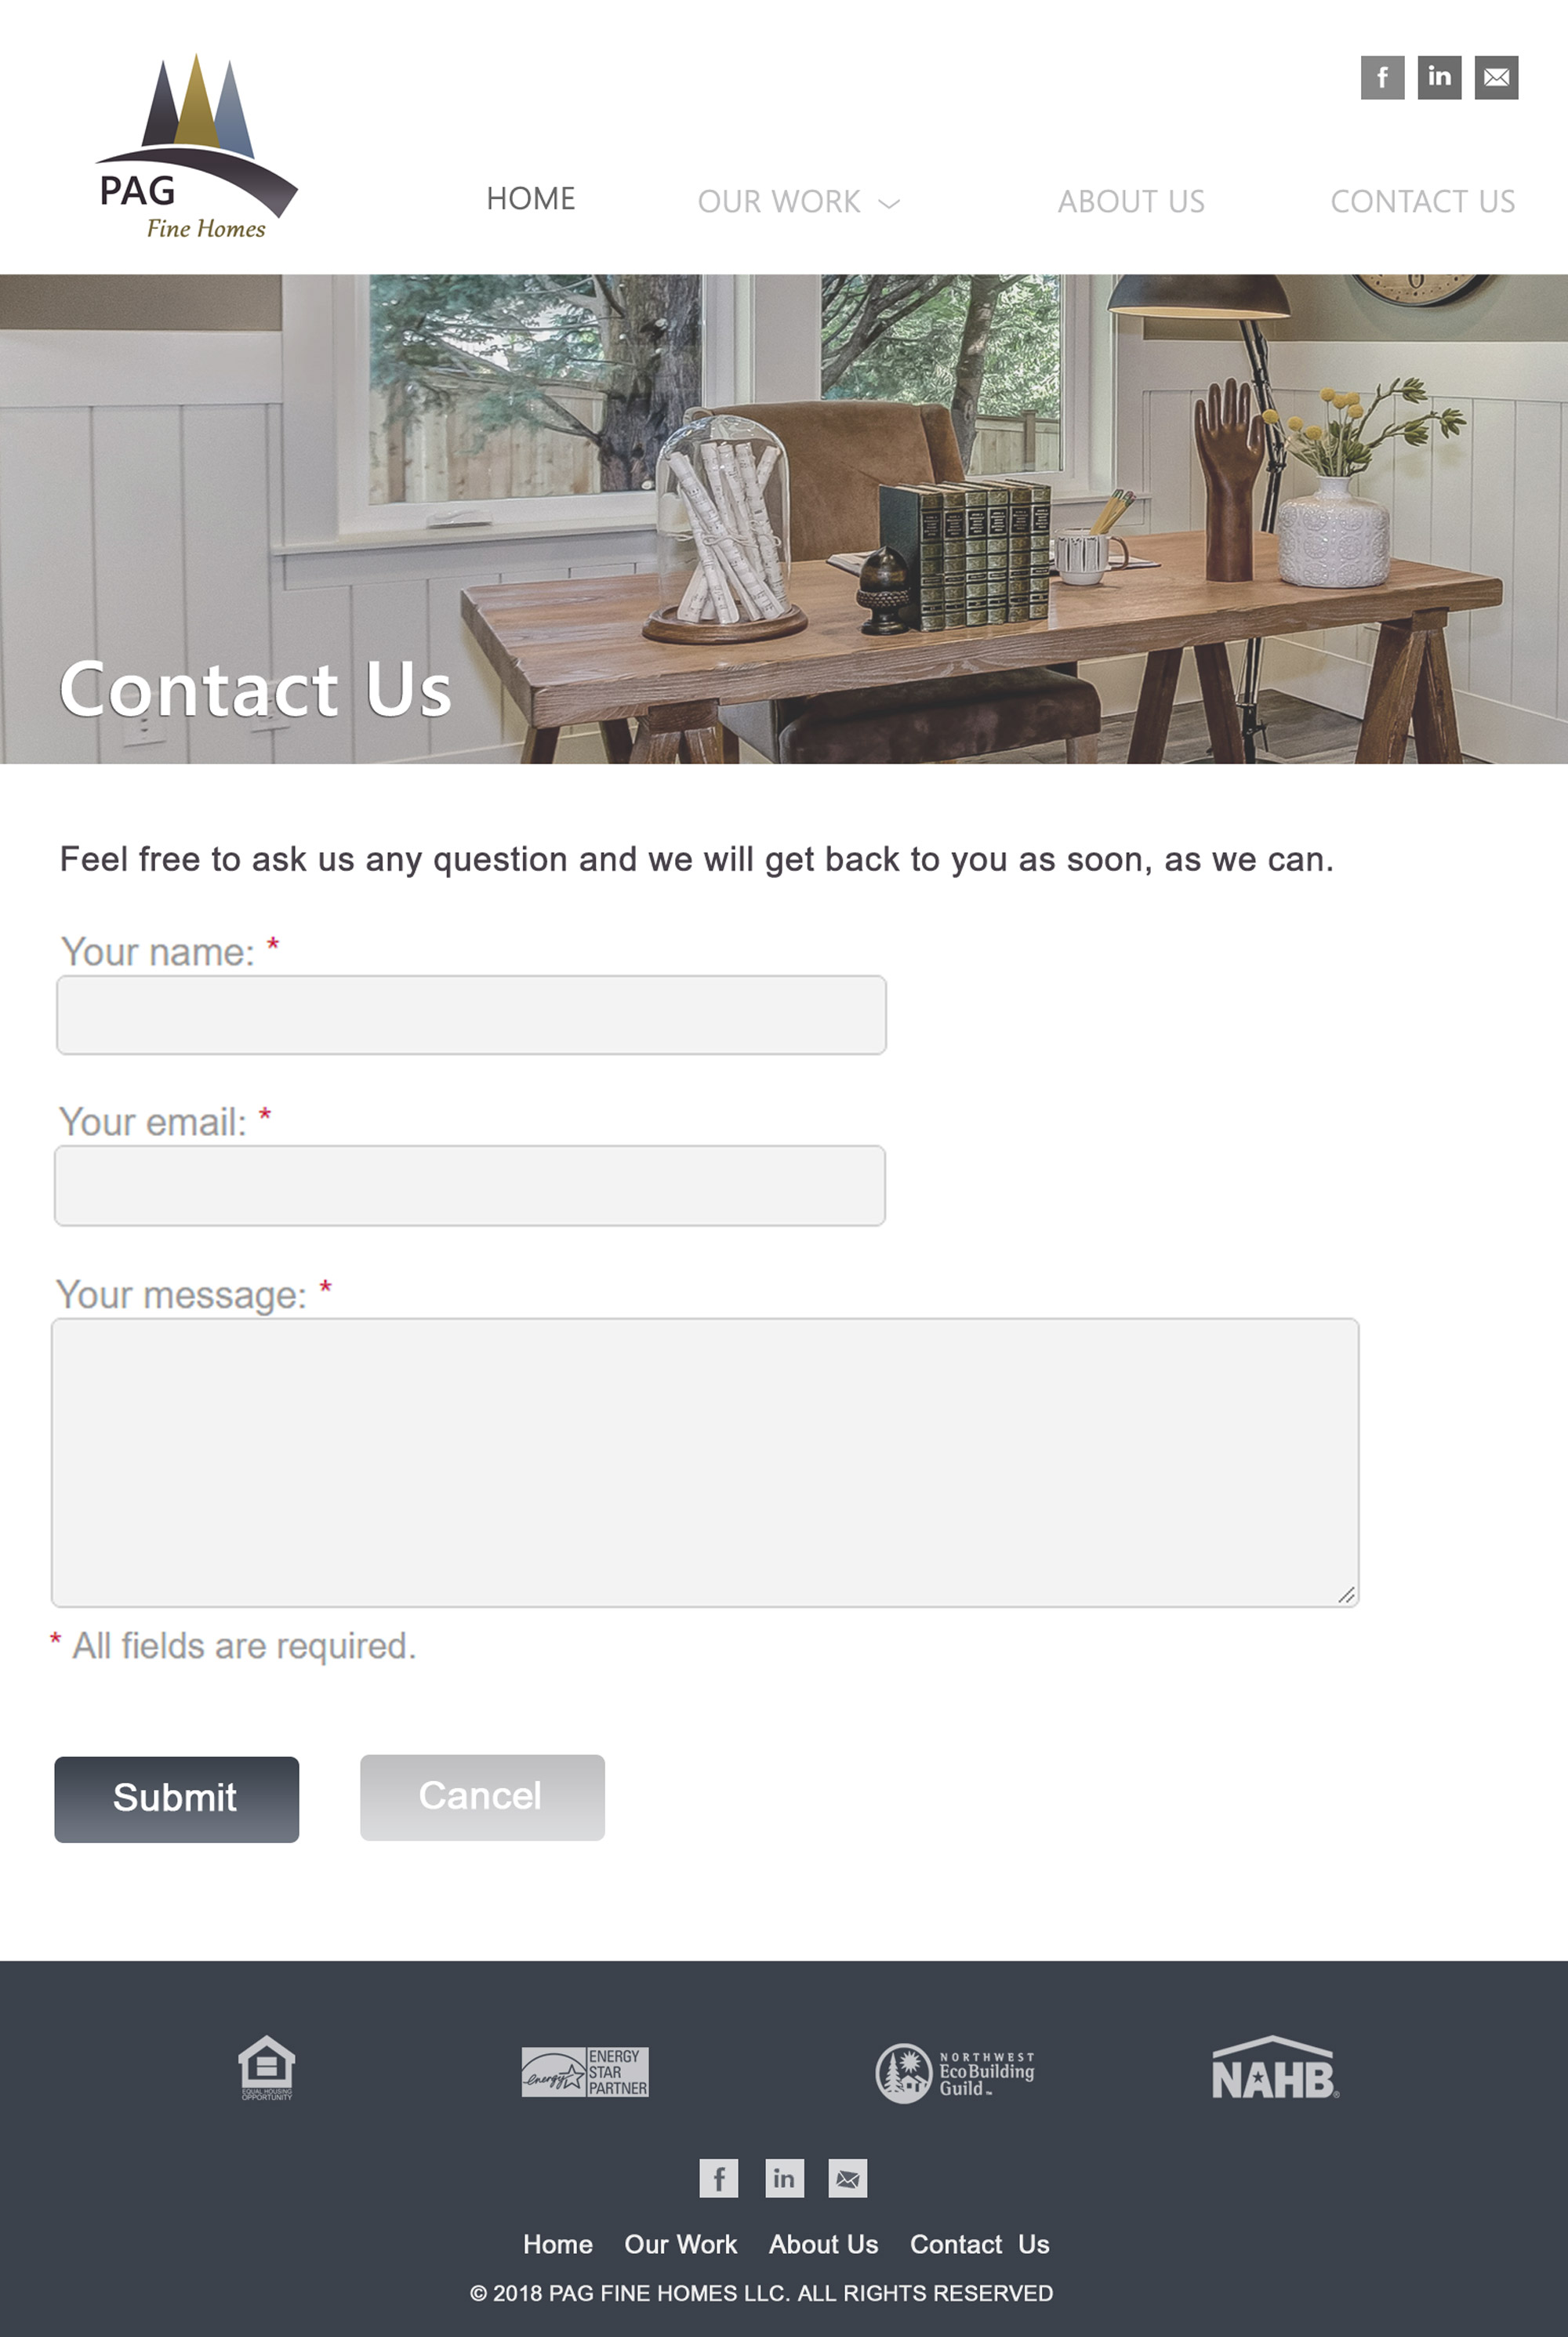 PAG
Fine Homes
HOME
OUR WORK
ABOUT US
CONTACT US
Contact Us
Feel free to ask us any question and we will get back to you as soon, as we can.
Your name: *
Your email: *
Your message: *
* All fields are required.
Submit
Cancel
EQUAL HOUSING
OPPORTUNITY
energy
ENERGY
STAR
PARTNER
NORTHWEST
EcoBuilding
Guild™
NAHB®
f
in
Home
Our Work
About Us
Contact Us
© 2018 PAG FINE HOMES LLC. ALL RIGHTS RESERVED